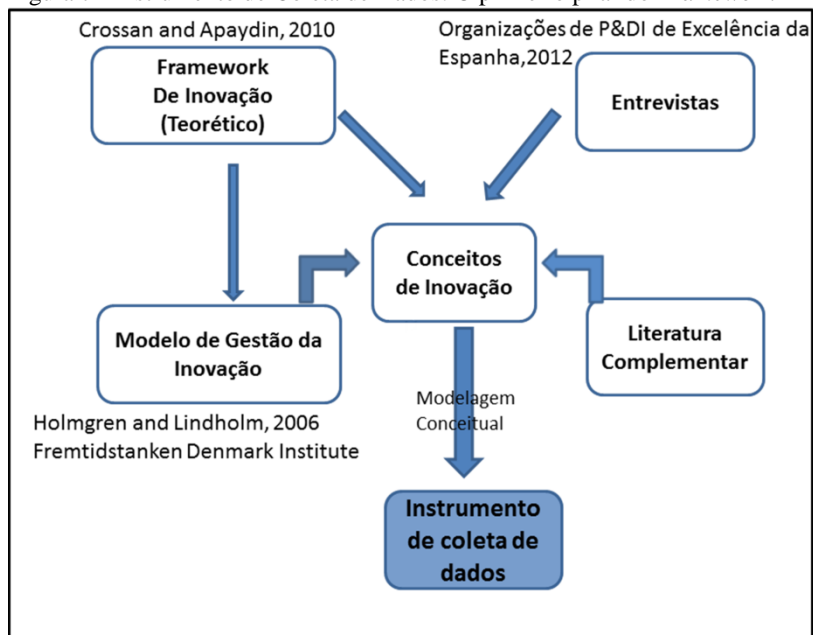 Crossan and Apaydin, 2010
Organizações de P&DI de Excelência da
Espanha,2012
Framework
De Inovação
(Teorético)
Entrevistas
Conceitos
de Inovação
Modelo de Gestão da
Inovação
Literatura
Complementar
Holmgren and Lindholm, 2006
Fremtidstanken Denmark Institute
Modelagem
Conceitual
Instrumento
de coleta de
dados